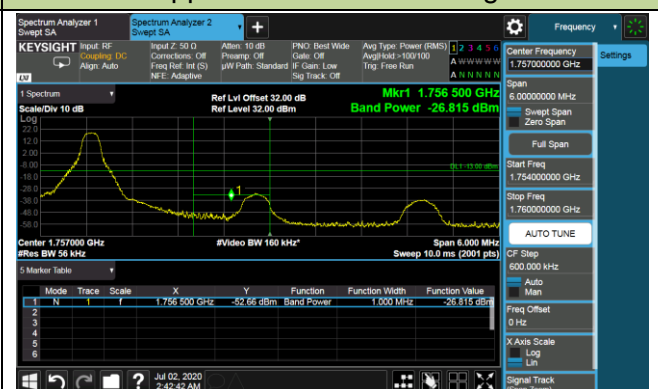 Spectrum Analyzer 1
Swept SA
Spectrum Analyzer 2
Swept SA
+
Frequency
KEYSIGHT
Input: RF
Coupling: DC
Align: Auto
Input Z: 50 Ω
Corrections: Off
Freq Ref: Int (S)
NFE: Adaptive
Atten: 10 dB
Preamp: Off
µW Path: Standard
PNO: Best Wide
Gate: Off
IF Gain: Low
Sig Track: Off
Avg Type: Power (RMS)
Avg|Hold:>100/100
Trig: Free Run
1 2 3 4 5 6
A W W W W W
A N N N N N
LXI
1 Spectrum
Scale/Div 10 dB
Log
Ref Lvl Offset 32.00 dB
Ref Level 32.00 dBm
Mkr1 1.756 500 GHz
Band Power -26.815 dBm
22.0
12.0
2.00
-8.00
-18.0
-28.0
-38.0
-48.0
-58.0
DL1 -13.00 dBm
1
Center 1.757000 GHz
#Res BW 56 kHz
#Video BW 160 kHz*
Span 6.000 MHz
Sweep 10.0 ms (2001 pts)
5 Marker Table
Mode Trace Scale X Y Function Function Width Function Value
1 N 1 f 1.756 500 GHz -52.66 dBm Band Power 1.000 MHz -26.815 dBm
2
3
4
5
6
Jul 02, 2020
2:42:42 AM
?
Center Frequency
1.757000000 GHz
Settings
Span
6.00000000 MHz
Swept Span
Zero Span
Full Span
Start Freq
1.754000000 GHz
Stop Freq
1.760000000 GHz
AUTO TUNE
CF Step
600.000 kHz
Auto
Man
Freq Offset
0 Hz
X Axis Scale
Log
Lin
Signal Track